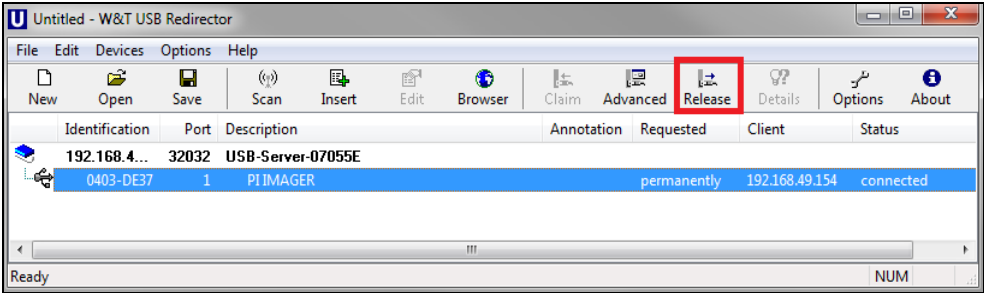 U Untitled - W&T USB Redirector
File Edit Devices Options Help
New Open Save Scan Insert Edit Browser Claim Advanced Release Details Options About
Identification Port Description Annotation Requested Client Status
192.168.4... 32032 USB-Server-07055E
0403-DE37 1 PI IMAGER permanently 192.168.49.154 connected
Ready NUM